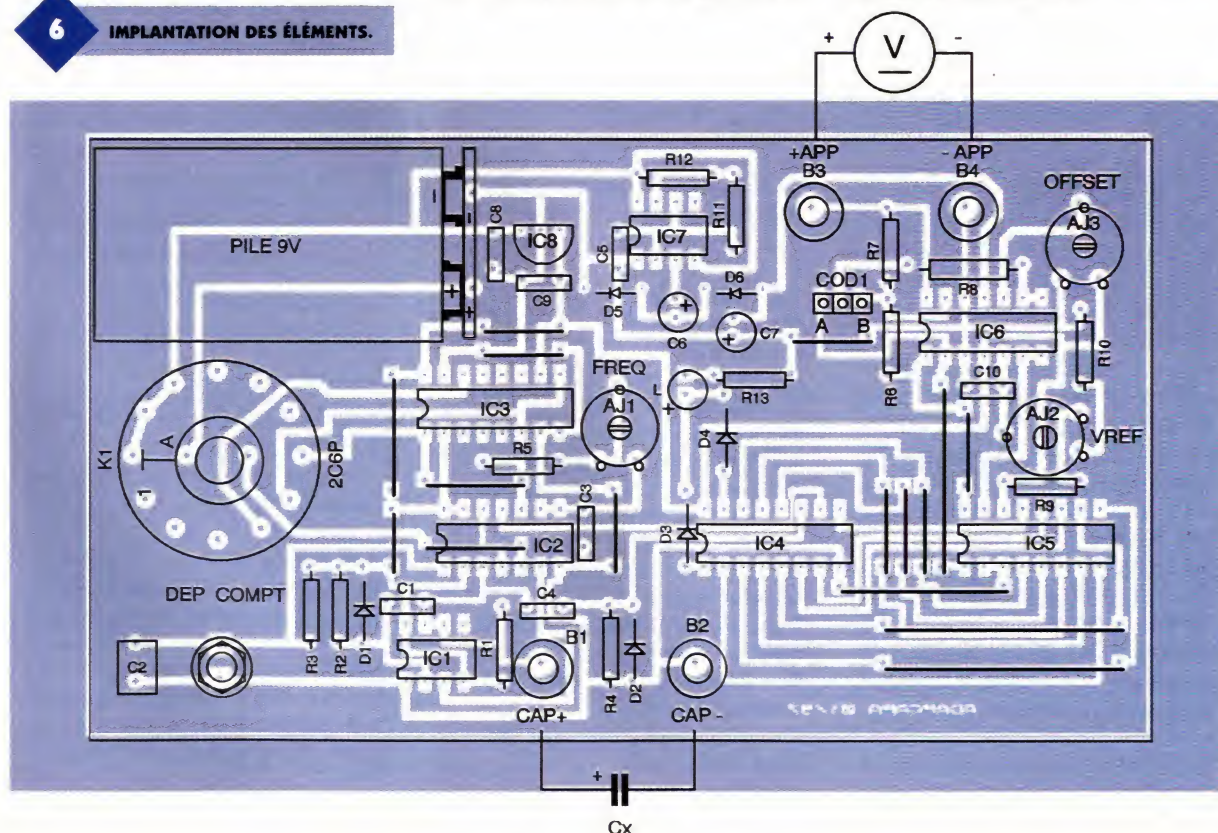 6 IMPLANTATION DES ÉLÉMENTS.
+ V -
+APP
B3
- APP
B4
OFFSET
AJ3
PILE 9V
-
-
+
+
C8
IC8
C9
R12
R11
IC7
C5
D5
D6
C6
+
C7
+
COD1
A B
R7
R8
R6
IC6
C10
R10
AJ2
VREF
R9
FREQ
AJ1
L
+
R13
D4
IC3
R5
K1
A
1
2C6P
IC2
C3
D3
IC4
IC5
DEP COMPT
C1
C4
C2
R3
R2
D1
IC1
R1
B1
R4
D2
B2
CAP+
CAP -
+
Cx